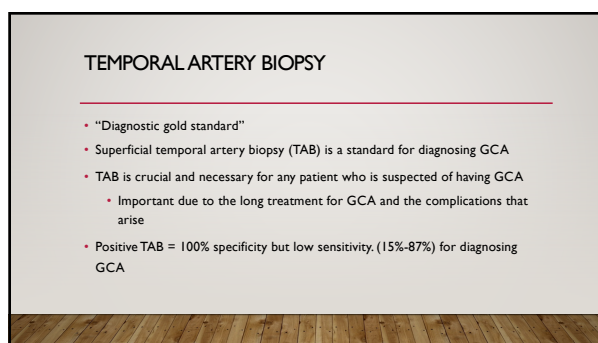 TEMPORAL ARTERY BIOPSY
• “Diagnostic gold standard”
• Superficial temporal artery biopsy (TAB) is a standard for diagnosing GCA
• TAB is crucial and necessary for any patient who is suspected of having GCA
• Important due to the long treatment for GCA and the complications that
arise
• Positive TAB = 100% specificity but low sensitivity. (15%-87%) for diagnosing
GCA